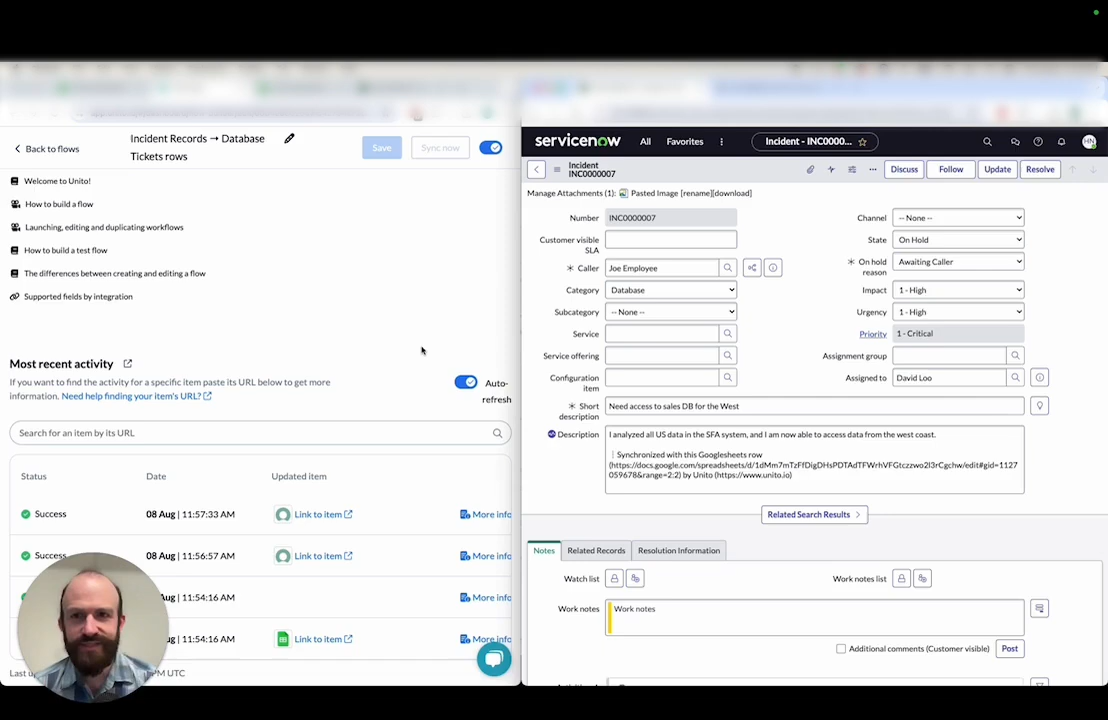 Back to flows
Incident Records → Database
Tickets rows
Save
Sync now
Welcome to Unito!
How to build a flow
Launching, editing and duplicating workflows
How to build a test flow
The differences between creating and editing a flow
Supported fields by integration
Most recent activity
If you want to find the activity for a specific item paste its URL below to get more
information. Need help finding your item's URL?
Auto-
refresh
Search for an item by its URL
Status Date Updated item
Success 08 Aug | 11:57:33 AM Link to item More info
Success 08 Aug | 11:56:57 AM Link to item More info
08 Aug | 11:54:16 AM More info
08 Aug | 11:54:16 AM Link to item More info
PM UTC
servicenow All Favorites Incident - INC0000...
HN
Incident
INC0000007
Discuss Follow Update Resolve
Manage Attachments (1): Pasted Image [rename][download]
Number INC0000007
Customer visible
SLA
Caller Joe Employee
Category Database
Subcategory -- None --
Service
Service offering
Configuration
item
Channel -- None --
State On Hold
On hold
reason Awaiting Caller
Impact 1 - High
Urgency 1 - High
Priority 1 - Critical
Assignment group
Assigned to David Loo
Short
description Need access to sales DB for the West
Description I analyzed all US data in the SFA system, and I am now able to access data from the west coast.
| Synchronized with this Googlesheets row
(https://docs.google.com/spreadsheets/d/1dMm7mTzFfDigDHsPDTAdTFWrhVFGtczzwo2I3rCgchw/edit#gid=1127
059678&range=2:2) by Unito (https://www.unito.io)
Related Search Results
Notes Related Records Resolution Information
Watch list
Work notes list
Work notes Work notes
Additional comments (Customer visible) Post